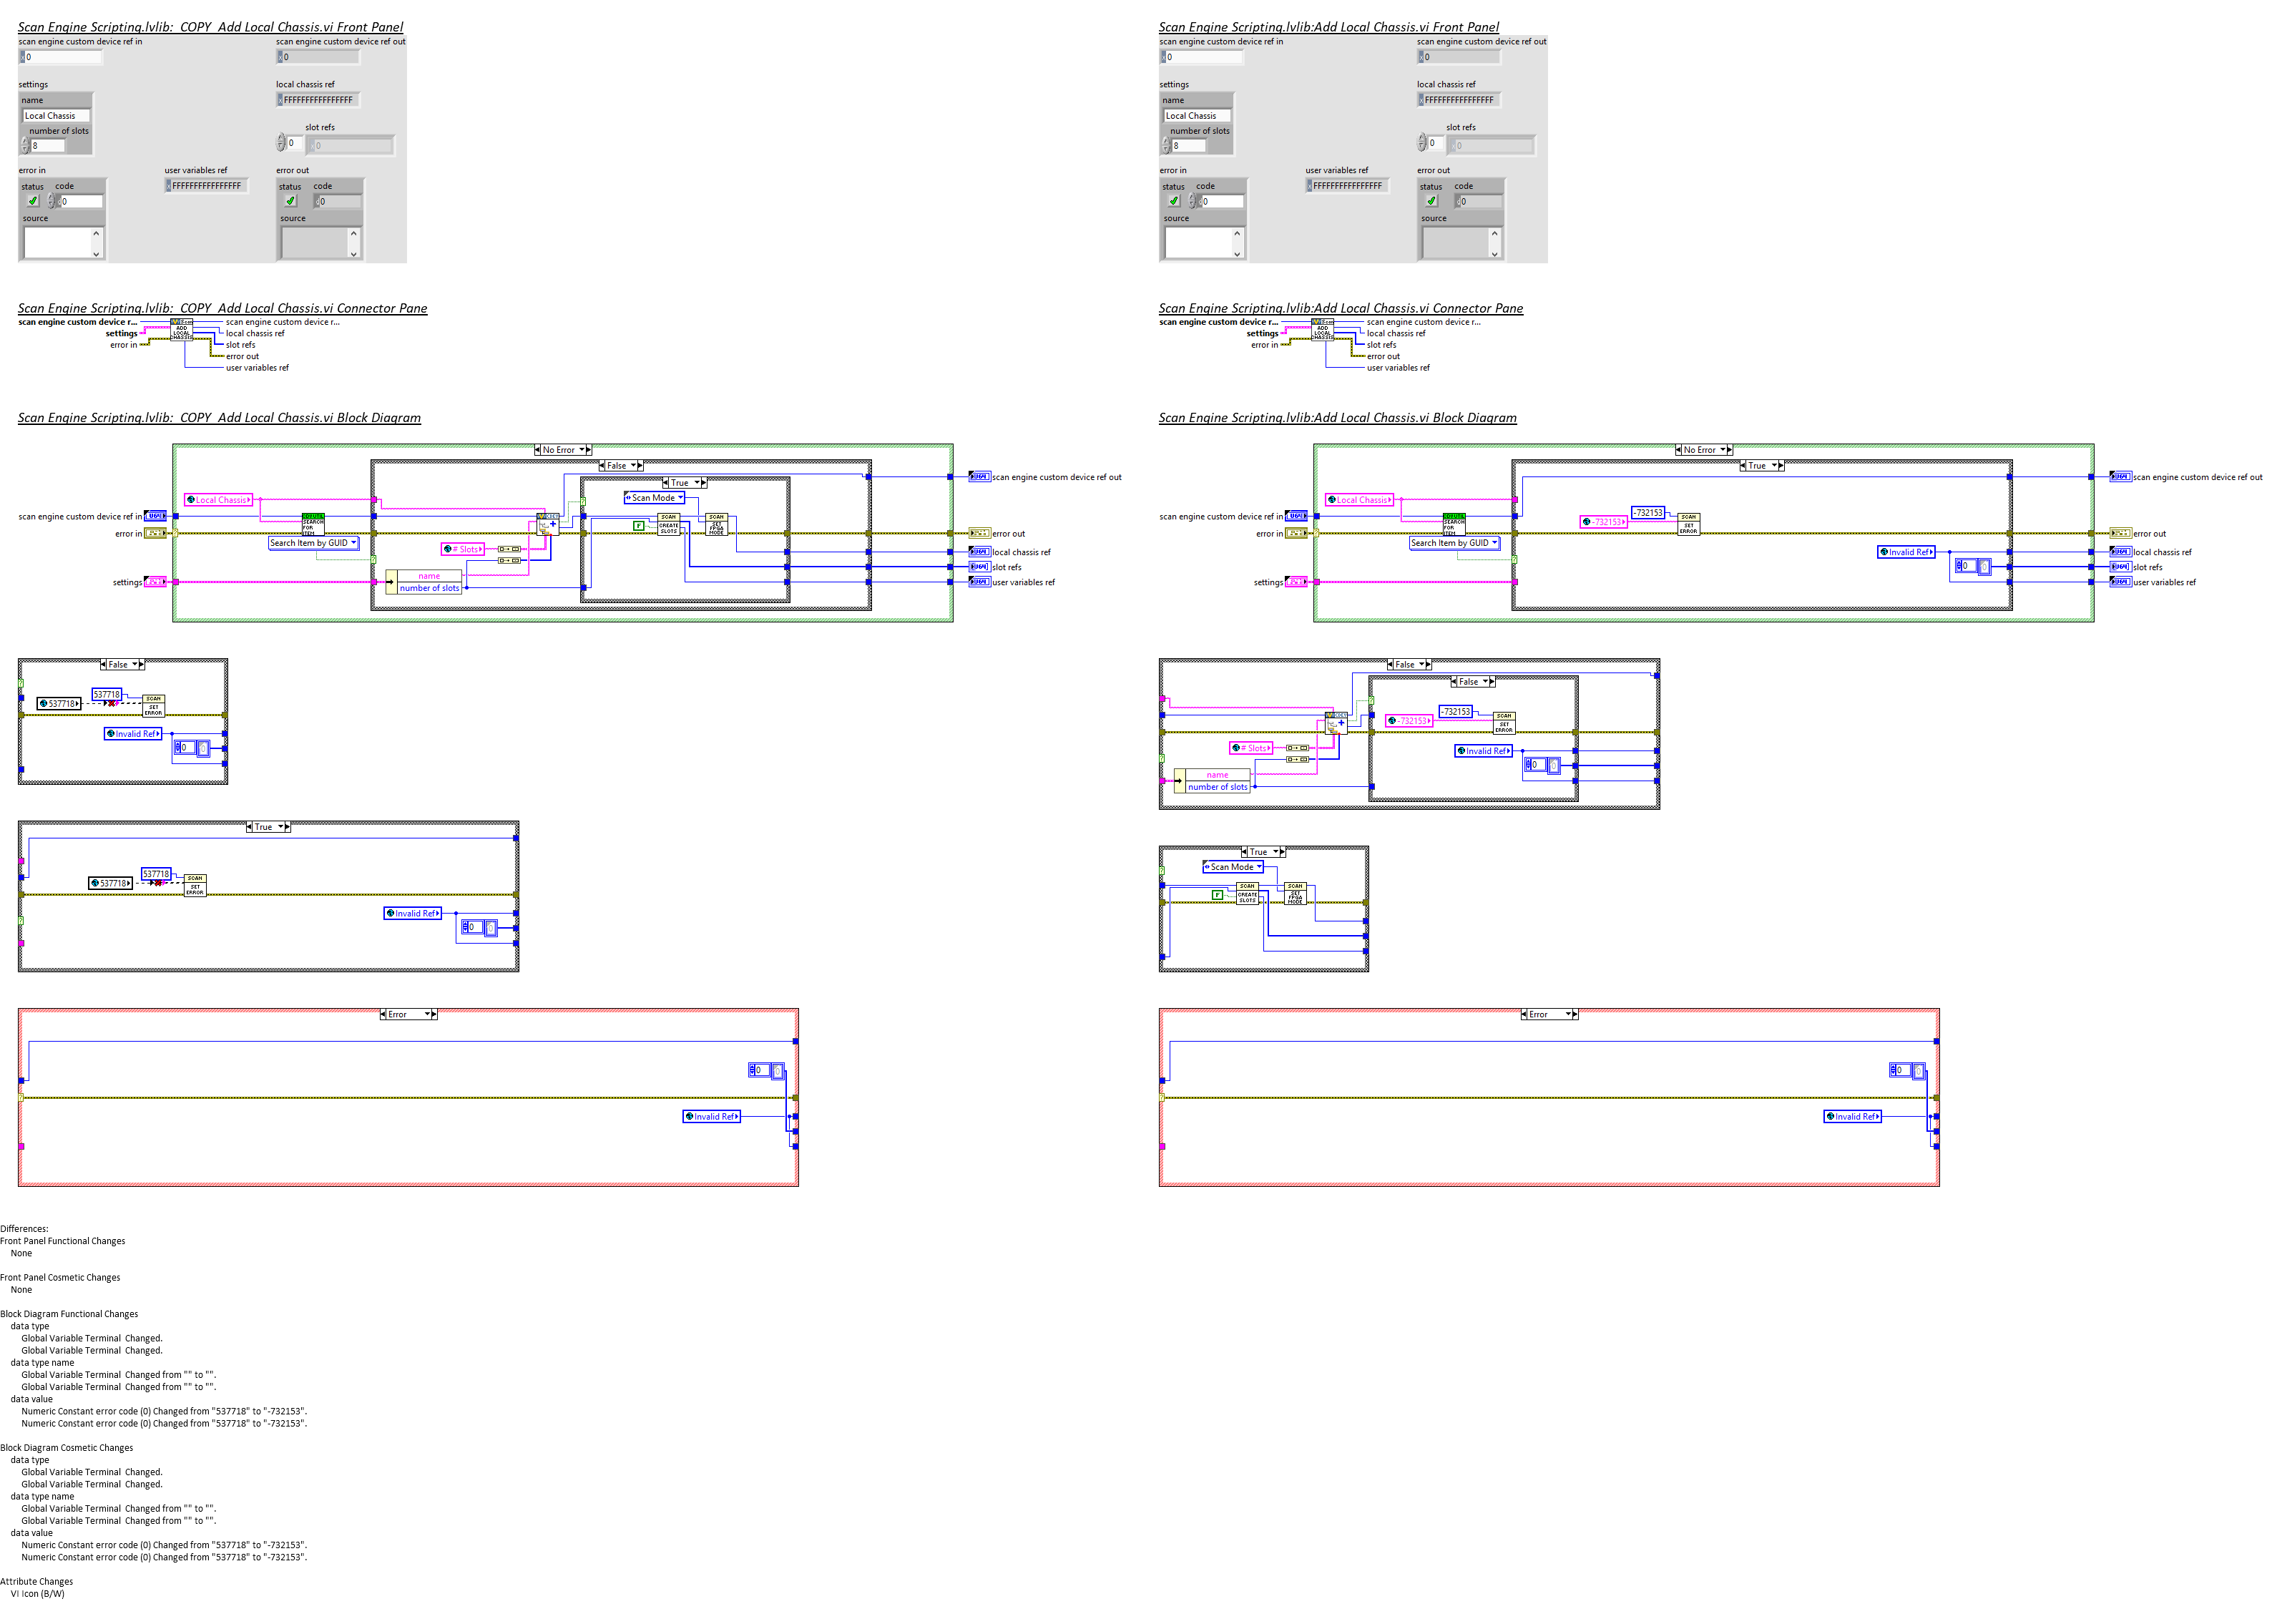 Scan Engine Scripting.lvlib:  COPY  Add Local Chassis.vi Front Panel
scan engine custom device ref in
scan engine custom device ref out
0
0
settings
local chassis ref
name
FFFFFFFFFFFFFFFF
Local Chassis
number of slots
slot refs
8
0
0
error in
user variables ref
error out
status
code
FFFFFFFFFFFFFFFF
status
code
0
0
source
source
Scan Engine Scripting.lvlib:  COPY  Add Local Chassis.vi Connector Pane
scan engine custom device r...
scan engine custom device r...
settings
ADD LOCAL CHASSIS
local chassis ref
error in
slot refs
error out
user variables ref
Scan Engine Scripting.lvlib:  COPY  Add Local Chassis.vi Block Diagram
No Error
False
True
Local Chassis
Scan Mode
scan engine custom device ref out
scan engine custom device ref in
SEARCH FOR ITEM
SCAN CREATE SLOTS
SCAN SET FPGA MODE
error in
F
error out
Search Item by GUID
# Slots
local chassis ref
slot refs
settings
name
number of slots
user variables ref
False
537718
537718
SCAN SET ERROR
Invalid Ref
0
True
537718
537718
SCAN SET ERROR
Invalid Ref
0
Error
0
Invalid Ref
Scan Engine Scripting.lvlib:Add Local Chassis.vi Front Panel
scan engine custom device ref in
scan engine custom device ref out
0
0
settings
local chassis ref
name
FFFFFFFFFFFFFFFF
Local Chassis
number of slots
slot refs
8
0
0
error in
user variables ref
error out
status
code
FFFFFFFFFFFFFFFF
status
code
0
0
source
source
Scan Engine Scripting.lvlib:Add Local Chassis.vi Connector Pane
scan engine custom device r...
scan engine custom device r...
settings
ADD LOCAL CHASSIS
local chassis ref
error in
slot refs
error out
user variables ref
Scan Engine Scripting.lvlib:Add Local Chassis.vi Block Diagram
No Error
True
Local Chassis
scan engine custom device ref out
scan engine custom device ref in
SEARCH FOR ITEM
-732153
-732153
SCAN SET ERROR
error in
error out
Search Item by GUID
Invalid Ref
local chassis ref
0
slot refs
settings
user variables ref
False
False
-732153
-732153
SCAN SET ERROR
# Slots
Invalid Ref
0
name
number of slots
True
Scan Mode
F
SCAN CREATE SLOTS
SCAN SET FPGA MODE
Error
0
Invalid Ref
Differences:
Front Panel Functional Changes
None
Front Panel Cosmetic Changes
None
Block Diagram Functional Changes
data type
Global Variable Terminal  Changed.
Global Variable Terminal  Changed.
data type name
Global Variable Terminal  Changed from "" to "".
Global Variable Terminal  Changed from "" to "".
data value
Numeric Constant error code (0) Changed from "537718" to "-732153".
Numeric Constant error code (0) Changed from "537718" to "-732153".
Block Diagram Cosmetic Changes
data type
Global Variable Terminal  Changed.
Global Variable Terminal  Changed.
data type name
Global Variable Terminal  Changed from "" to "".
Global Variable Terminal  Changed from "" to "".
data value
Numeric Constant error code (0) Changed from "537718" to "-732153".
Numeric Constant error code (0) Changed from "537718" to "-732153".
Attribute Changes
VI Icon (B/W)